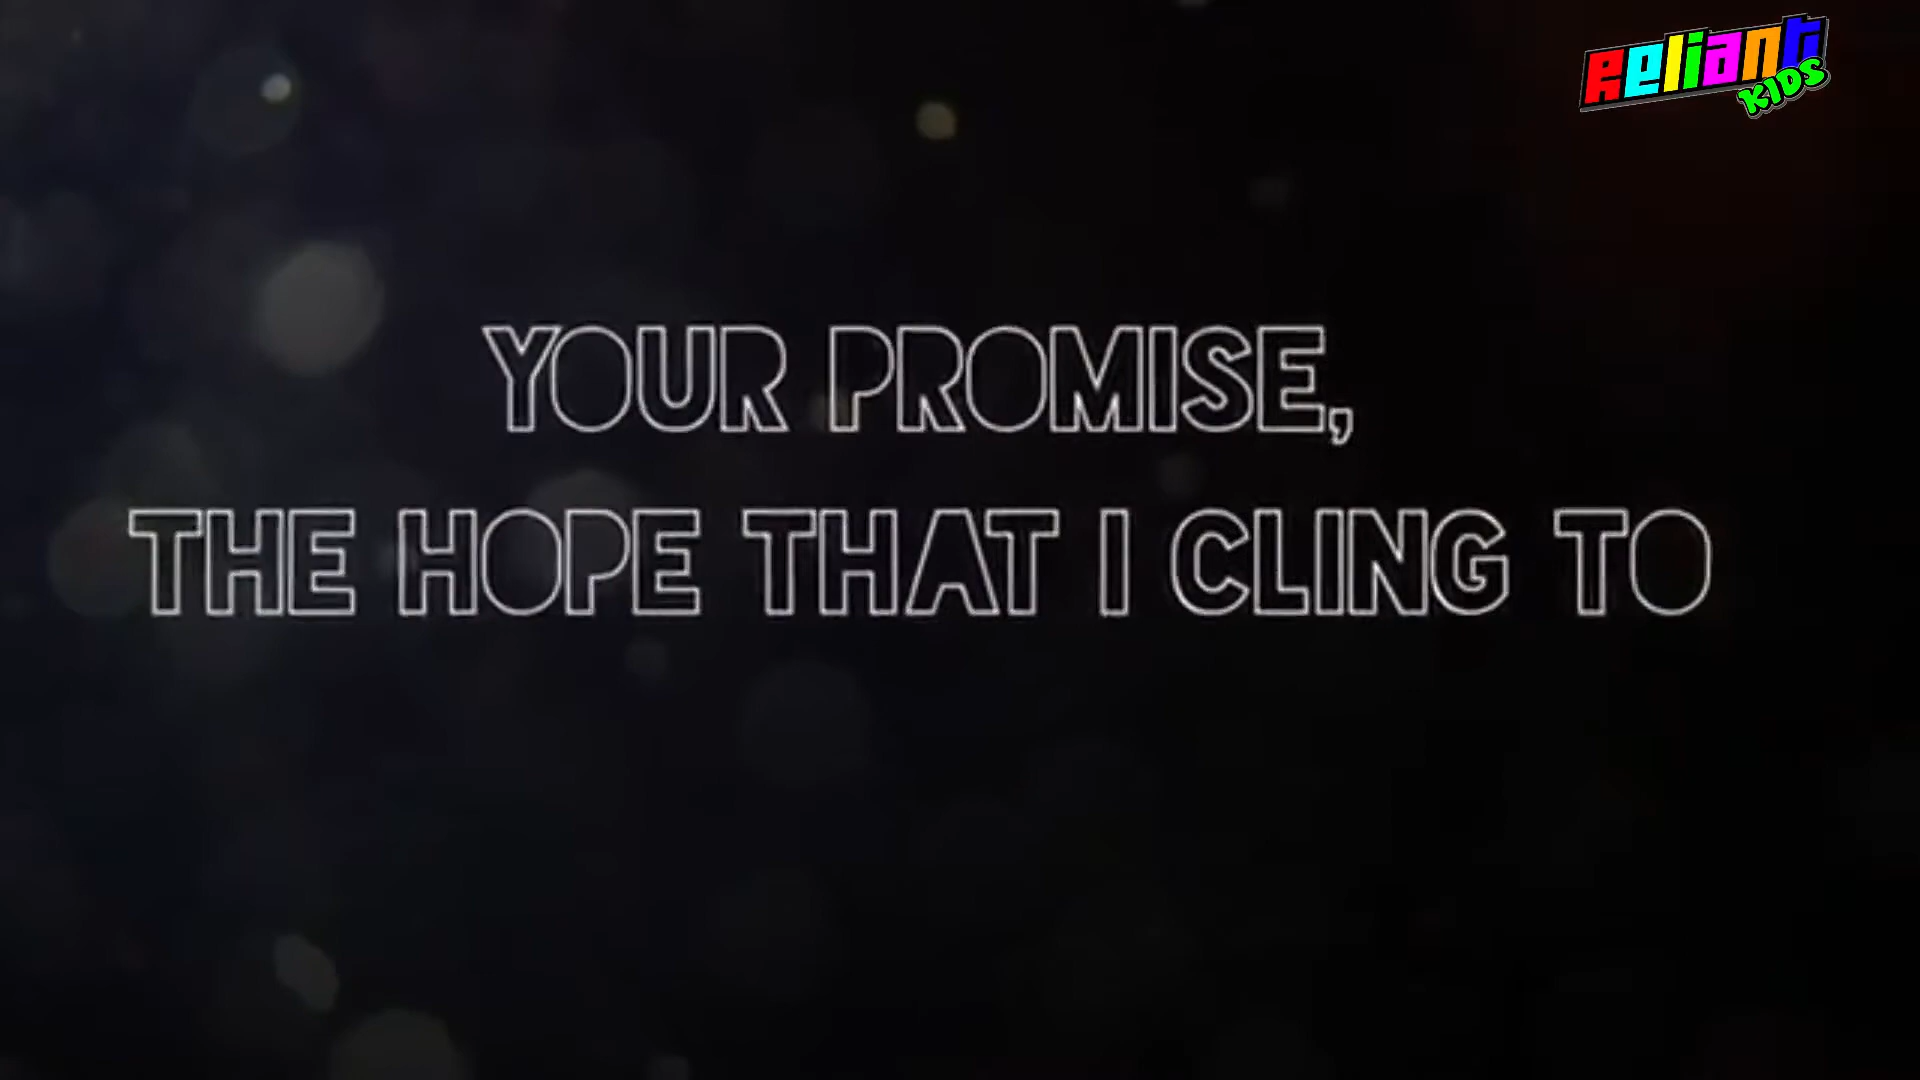 Reliant
KIDS
YOUR PROMISE,
THE HOPE THAT I CLING TO